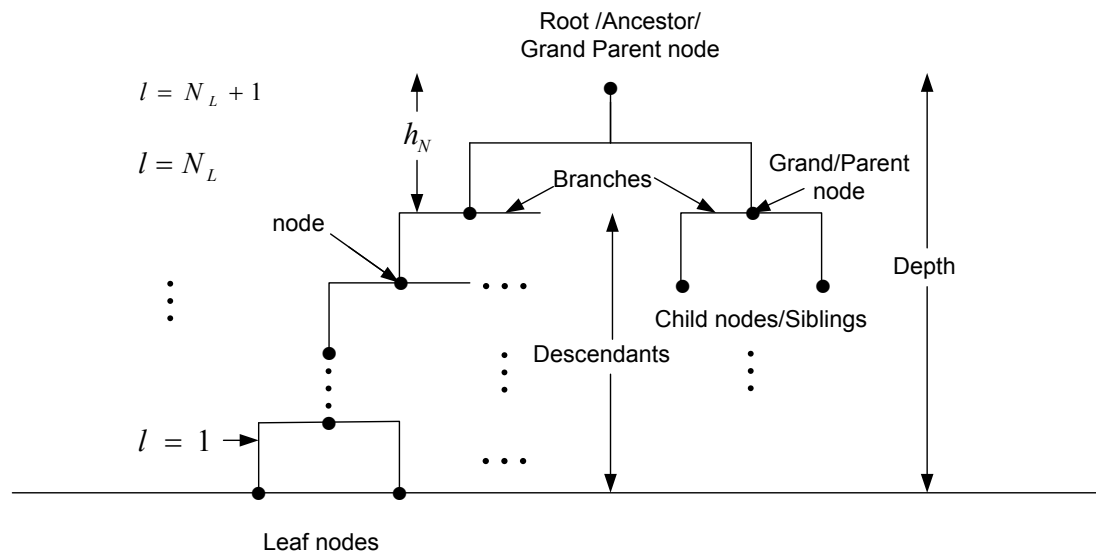 Root /Ancestor/
Grand Parent node
l = N_L + 1
h_N
l = N_L
Grand/Parent
node
Branches
node
Depth
Child nodes/Siblings
Descendants
l = 1
Leaf nodes